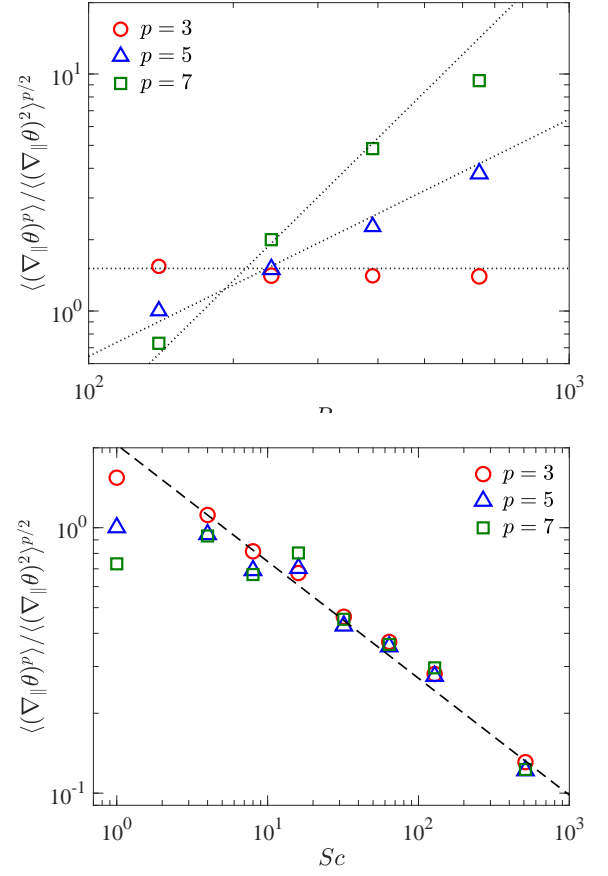 p = 3
p = 5
p = 7
⟨(∇∥θ)^p⟩/⟨(∇∥θ)^2⟩^{p/2}
10^1
10^0
10^2
10^3
p = 3
p = 5
p = 7
⟨(∇∥θ)^p⟩/⟨(∇∥θ)^2⟩^{p/2}
10^0
10^-1
10^0
10^1
10^2
10^3
Sc